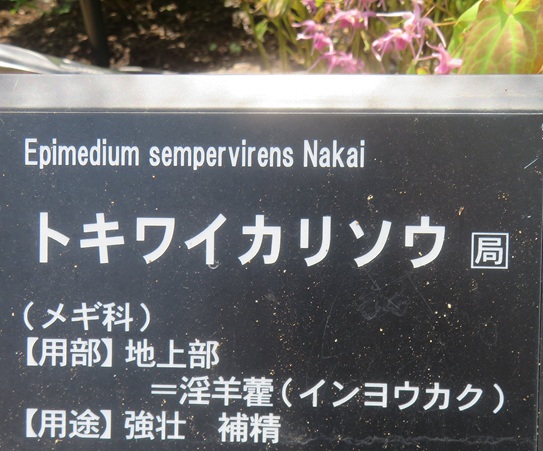 Epimedium sempervirens Nakai
トキワイカリソウ 局
(メギ科)
【用部】地上部
=淫羊藿(インヨウカク)
【用途】強壮 補精